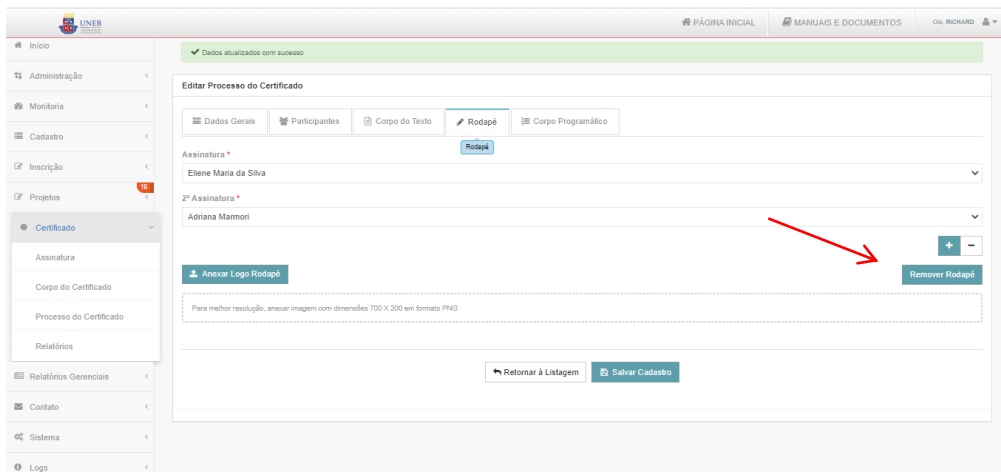 UNEB
PÁGINA INICIAL
MANUAIS E DOCUMENTOS
Olá, RICHARD
Início
Administração
Monitoria
Cadastro
Inscrição
Projetos
19
Certificado
Assinatura
Corpo do Certificado
Processo do Certificado
Relatórios
Relatórios Gerenciais
Contato
Sistema
Logs
Dados atualizados com sucesso
Editar Processo do Certificado
Dados Gerais
Participantes
Corpo do Texto
Rodapé
Corpo Programático
Rodapé
Assinatura *
Eliene Maria da Silva
2ª Assinatura *
Adriana Marmori
+ −
Anexar Logo Rodapé
Remover Rodapé
Para melhor resolução, anexar imagem com dimensões 700 X 200 em formato PNG
Retornar à Listagem
Salvar Cadastro